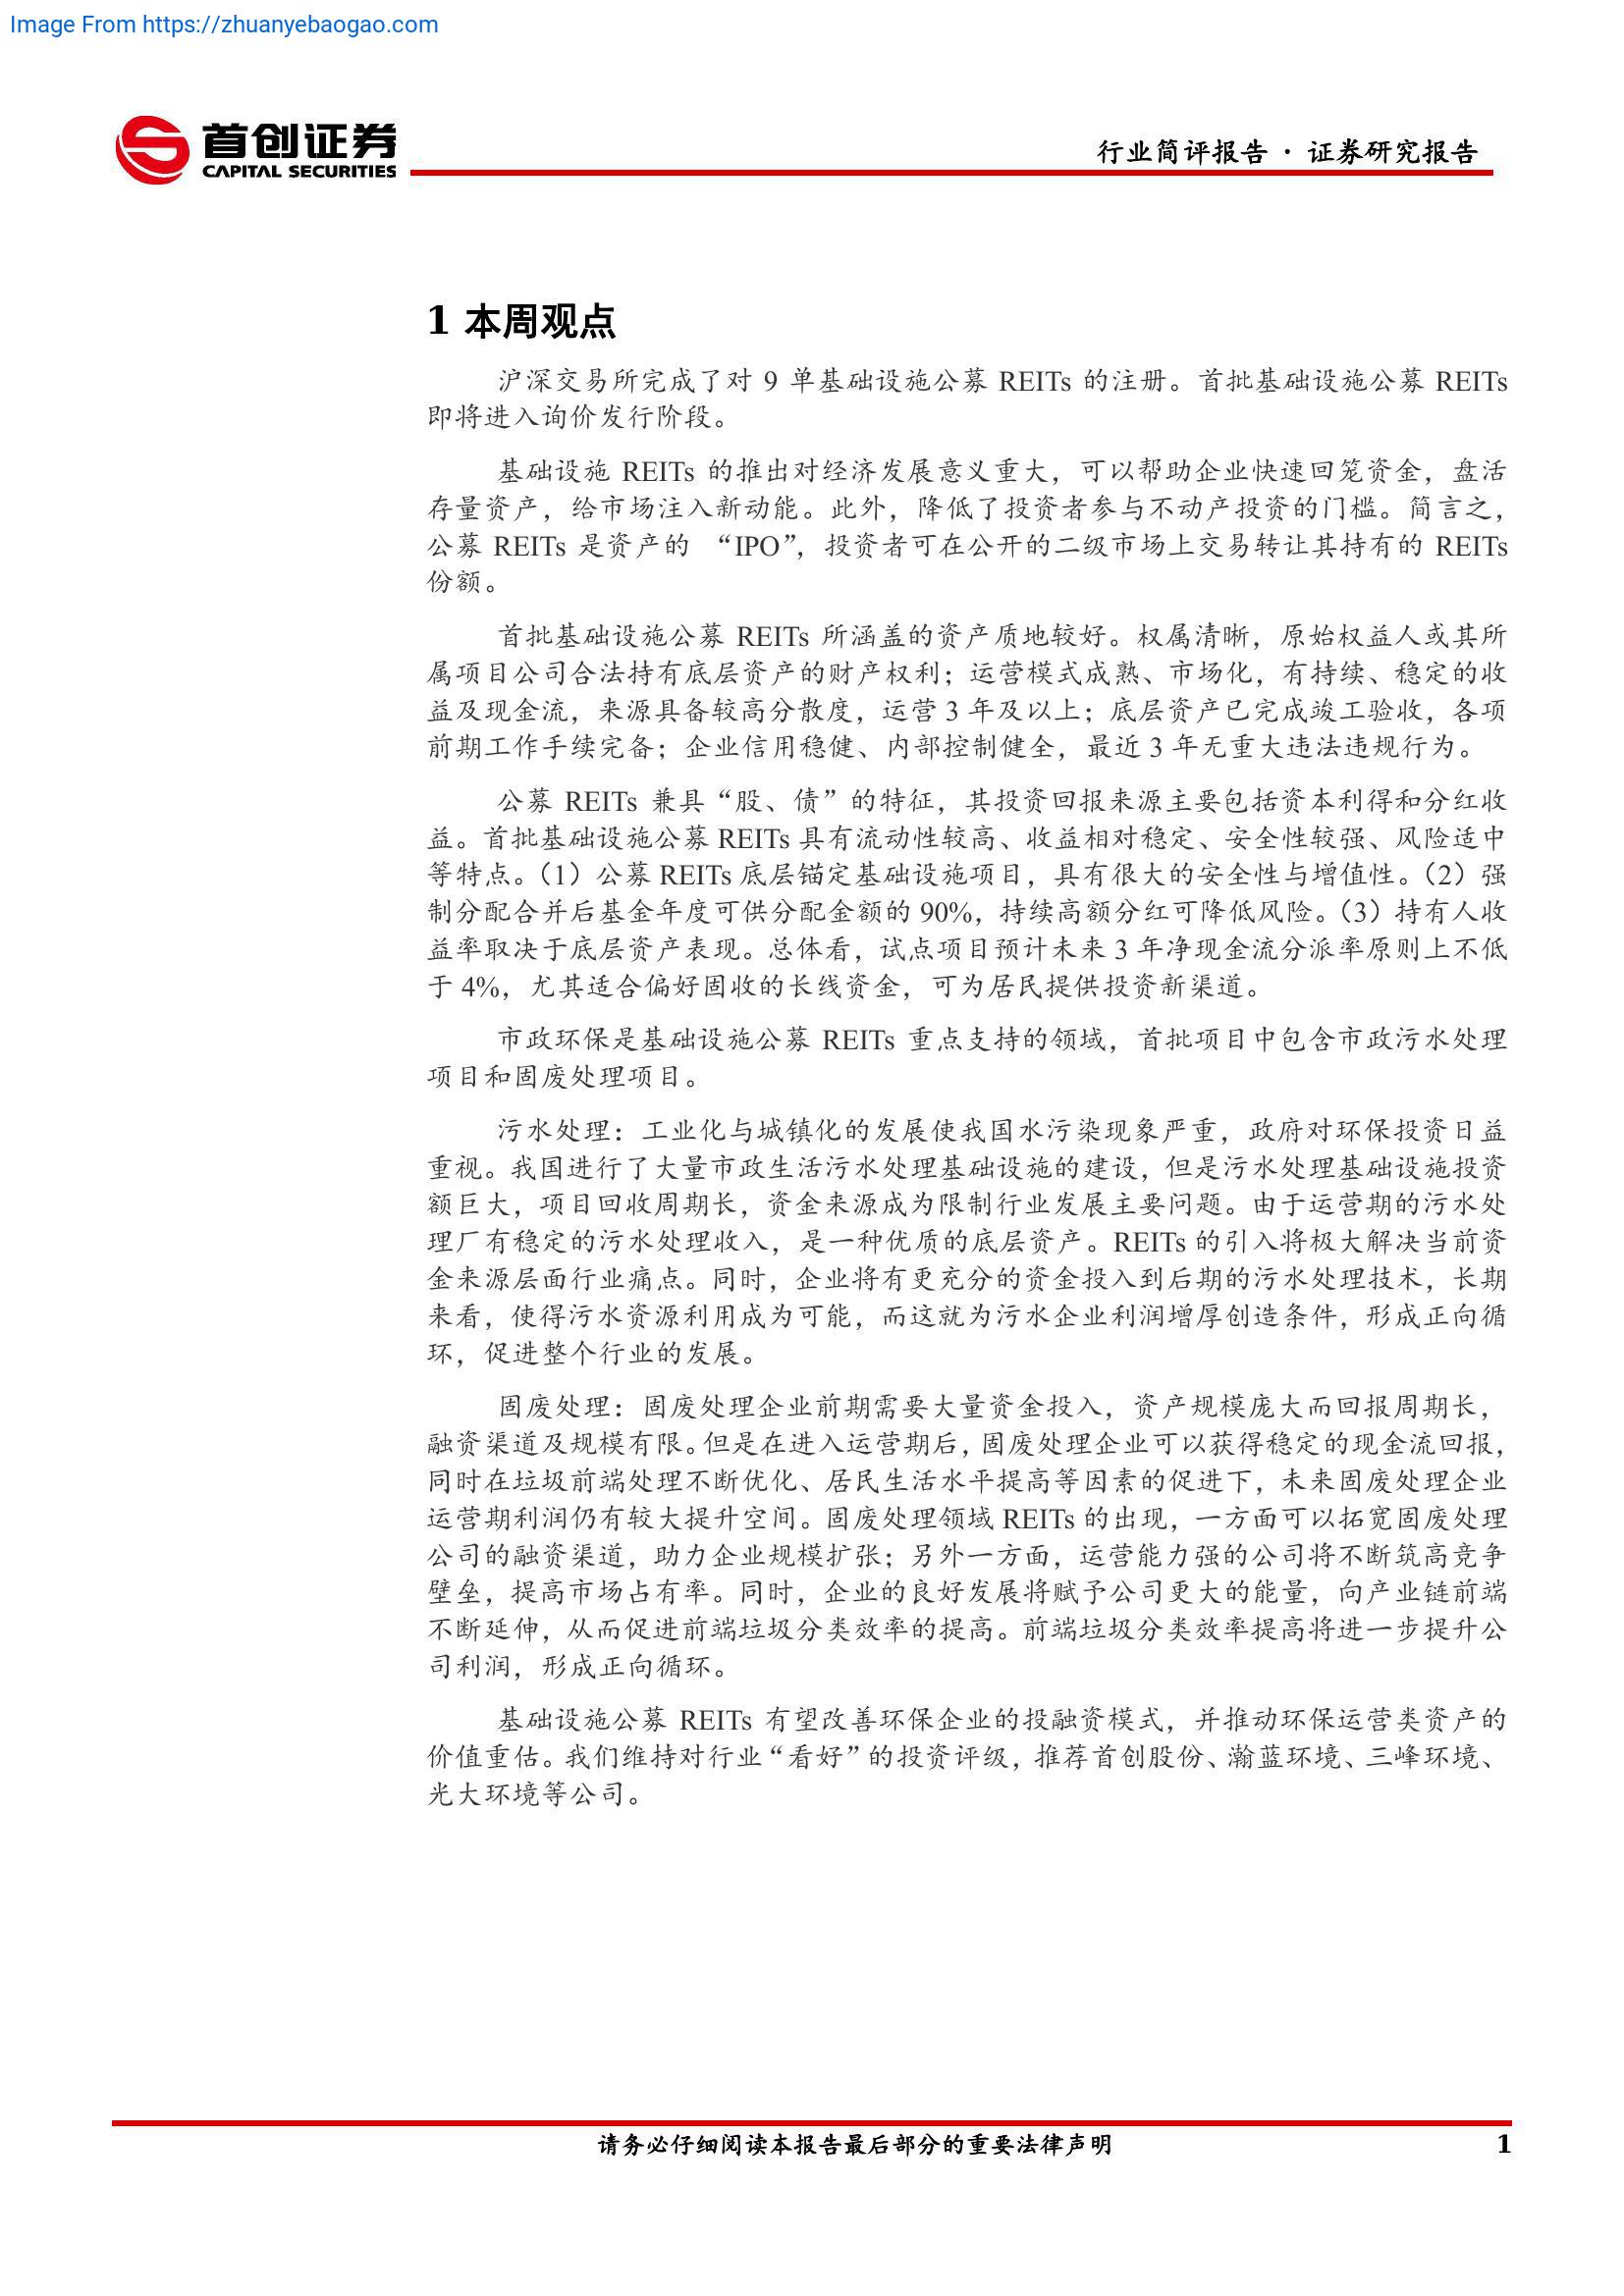 Image From https://zhuanyebaogao.com
首创证券
CAPITAL SECURITIES
行业简评报告 · 证券研究报告
1 本周观点
沪深交易所完成了对 9 单基础设施公募 REITs 的注册。首批基础设施公募 REITs
即将进入询价发行阶段。
基础设施 REITs 的推出对经济发展意义重大，可以帮助企业快速回笼资金，盘活
存量资产，给市场注入新动能。此外，降低了投资者参与不动产投资的门槛。简言之，
公募 REITs 是资产的 “IPO”，投资者可在公开的二级市场上交易转让其持有的 REITs
份额。
首批基础设施公募 REITs 所涵盖的资产质地较好。权属清晰，原始权益人或其所
属项目公司合法持有底层资产的财产权利；运营模式成熟、市场化，有持续、稳定的收
益及现金流，来源具备较高分散度，运营 3 年及以上；底层资产已完成竣工验收，各项
前期工作手续完备；企业信用稳健、内部控制健全，最近 3 年无重大违法违规行为。
公募 REITs 兼具“股、债”的特征，其投资回报来源主要包括资本利得和分红收
益。首批基础设施公募 REITs 具有流动性较高、收益相对稳定、安全性较强、风险适中
等特点。（1）公募 REITs 底层锚定基础设施项目，具有很大的安全性与增值性。（2）强
制分配合并后基金年度可供分配金额的 90%，持续高额分红可降低风险。（3）持有人收
益率取决于底层资产表现。总体看，试点项目预计未来 3 年净现金流分派率原则上不低
于 4%，尤其适合偏好固收的长线资金，可为居民提供投资新渠道。
市政环保是基础设施公募 REITs 重点支持的领域，首批项目中包含市政污水处理
项目和固废处理项目。
污水处理：工业化与城镇化的发展使我国水污染现象严重，政府对环保投资日益
重视。我国进行了大量市政生活污水处理基础设施的建设，但是污水处理基础设施投资
额巨大，项目回收周期长，资金来源成为限制行业发展主要问题。由于运营期的污水处
理厂有稳定的污水处理收入，是一种优质的底层资产。REITs 的引入将极大解决当前资
金来源层面行业痛点。同时，企业将有更充分的资金投入到后期的污水处理技术，长期
来看，使得污水资源利用成为可能，而这就为污水企业利润增厚创造条件，形成正向循
环，促进整个行业的发展。
固废处理：固废处理企业前期需要大量资金投入，资产规模庞大而回报周期长，
融资渠道及规模有限。但是在进入运营期后，固废处理企业可以获得稳定的现金流回报，
同时在垃圾前端处理不断优化、居民生活水平提高等因素的促进下，未来固废处理企业
运营期利润仍有较大提升空间。固废处理领域 REITs 的出现，一方面可以拓宽固废处理
公司的融资渠道，助力企业规模扩张；另外一方面，运营能力强的公司将不断筑高竞争
壁垒，提高市场占有率。同时，企业的良好发展将赋予公司更大的能量，向产业链前端
不断延伸，从而促进前端垃圾分类效率的提高。前端垃圾分类效率提高将进一步提升公
司利润，形成正向循环。
基础设施公募 REITs 有望改善环保企业的投融资模式，并推动环保运营类资产的
价值重估。我们维持对行业“看好”的投资评级，推荐首创股份、瀚蓝环境、三峰环境、
光大环境等公司。
请务必仔细阅读本报告最后部分的重要法律声明
1